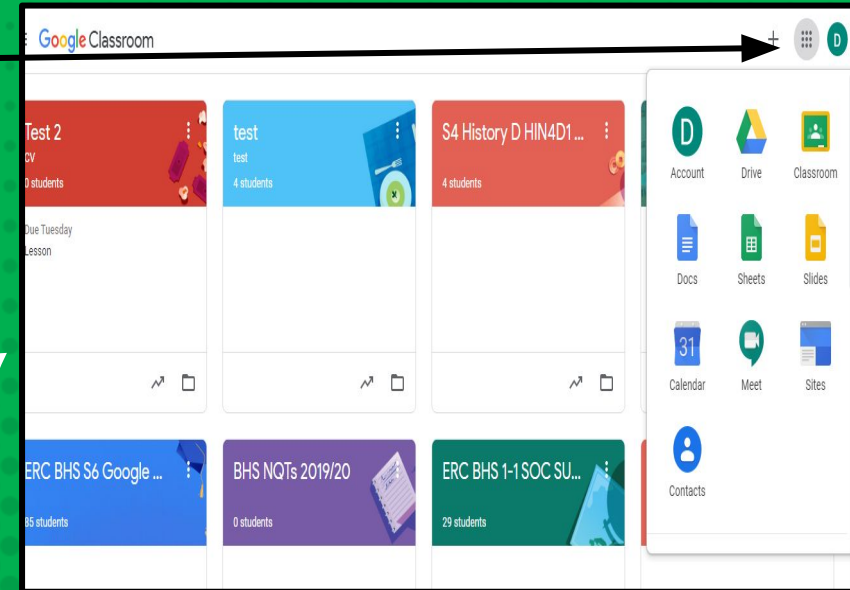 Google Classroom
D
Test 2
CV
0 students
Due Tuesday
Lesson
test
test
4 students
S4 History D HIN4D1 ...
4 students
D
Account
Drive
Classroom
Docs
Sheets
Slides
31
Calendar
Meet
Sites
Contacts
ERC BHS S6 Google ...
85 students
BHS NQTs 2019/20
0 students
ERC BHS 1-1 SOC SU...
29 students